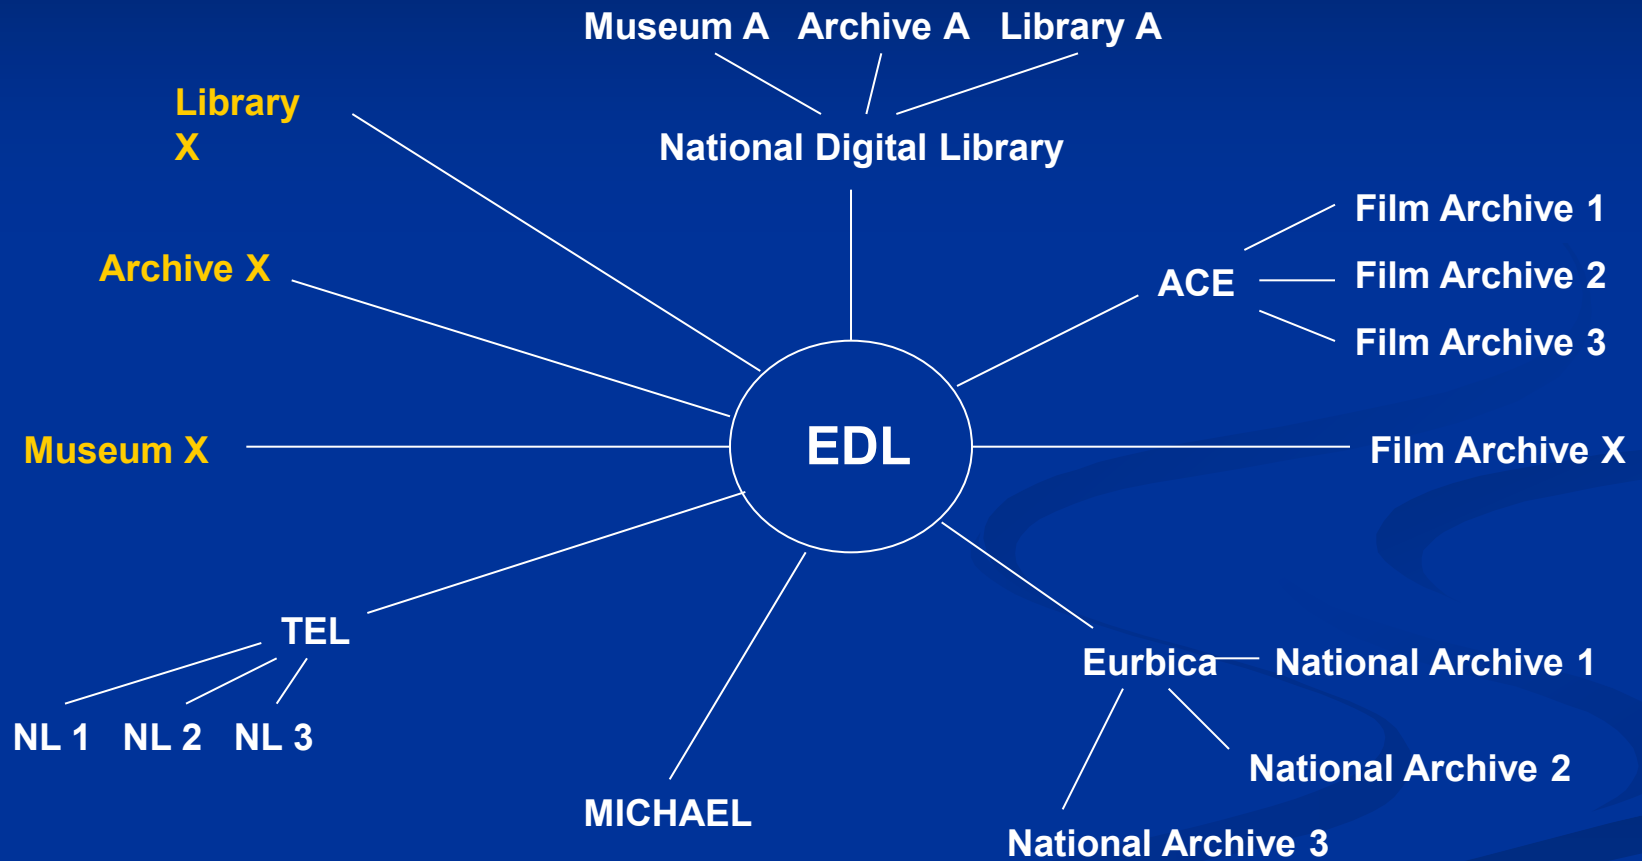 Museum A Archive A Library A
Library
X
National Digital Library
Film Archive 1
Archive X
ACE
Film Archive 2
Film Archive 3
Museum X
EDL
Film Archive X
TEL
Eurbica
National Archive 1
NL 1 NL 2 NL 3
National Archive 2
MICHAEL
National Archive 3